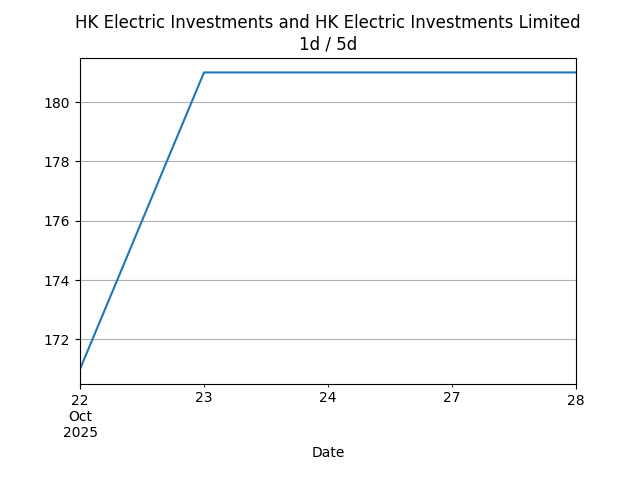 HK Electric Investments and HK Electric Investments Limited
1d / 5d
180
178
176
174
172
22 23 24 27 28
Oct
2025
Date